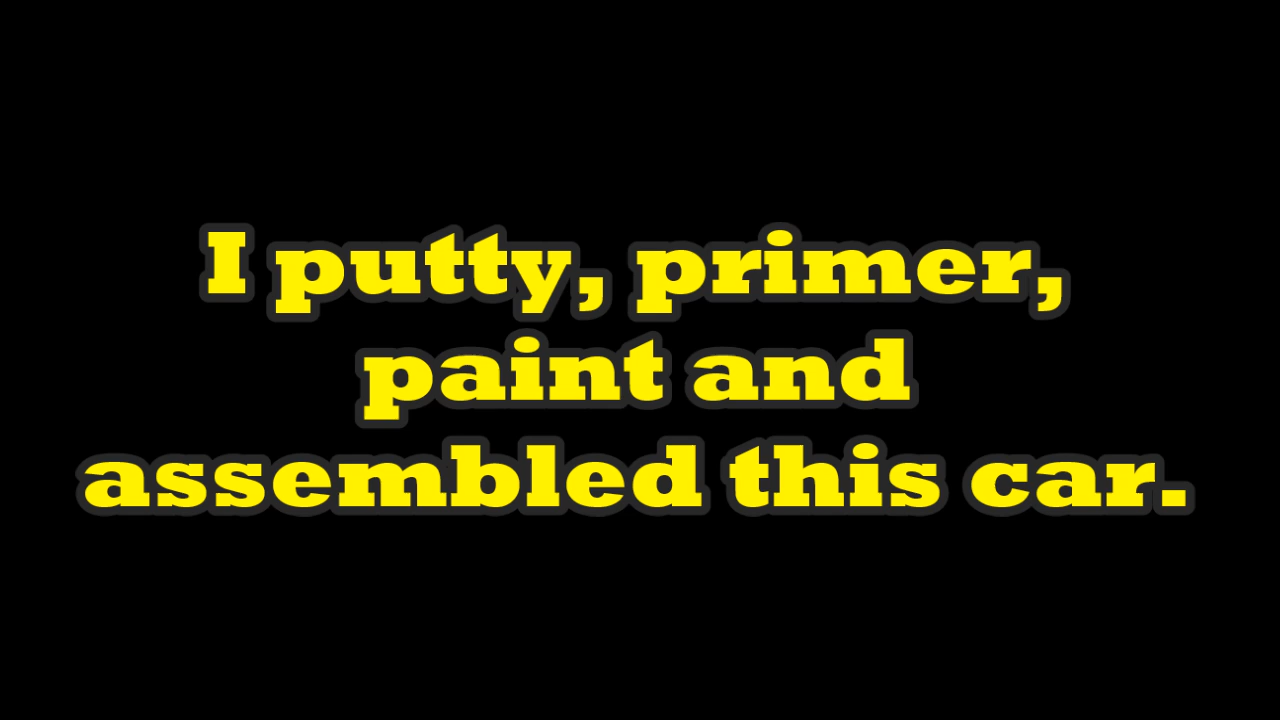 I putty, primer,
paint and
assembled this car.